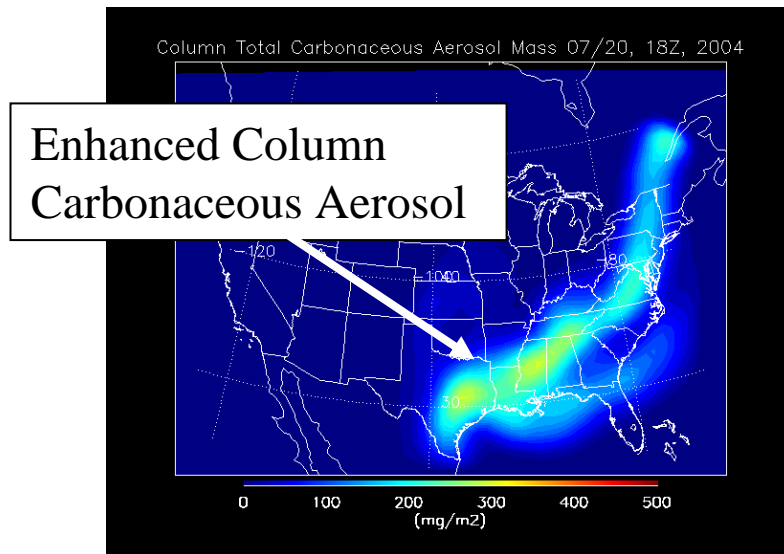 Column Total Carbonaceous Aerosol Mass 07/20, 18Z, 2004
Enhanced Column
Carbonaceous Aerosol
-120
-80
30
0 100 200 300 400 500
(mg/m2)